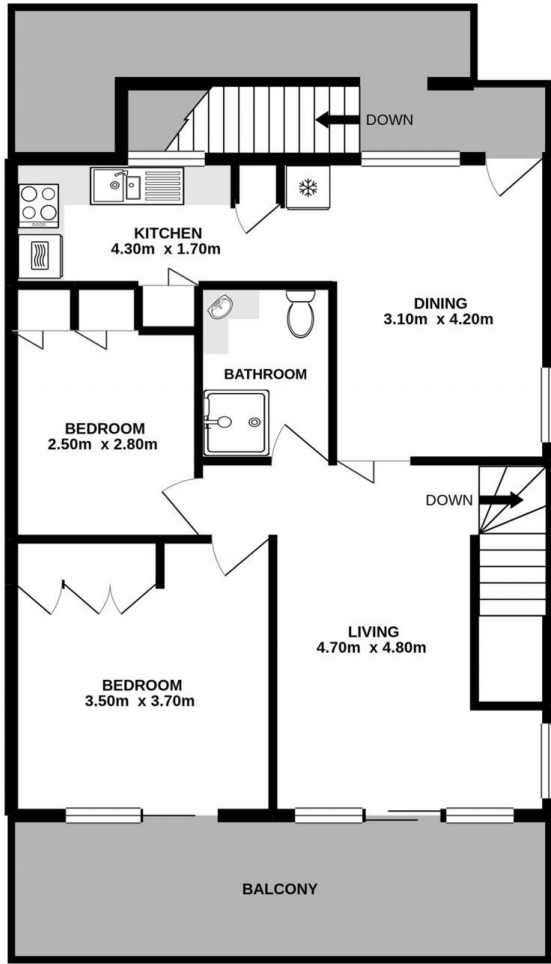 DOWN
KITCHEN
4.30m x 1.70m
DINING
3.10m x 4.20m
BATHROOM
BEDROOM
2.50m x 2.80m
DOWN
LIVING
4.70m x 4.80m
BEDROOM
3.50m x 3.70m
BALCONY